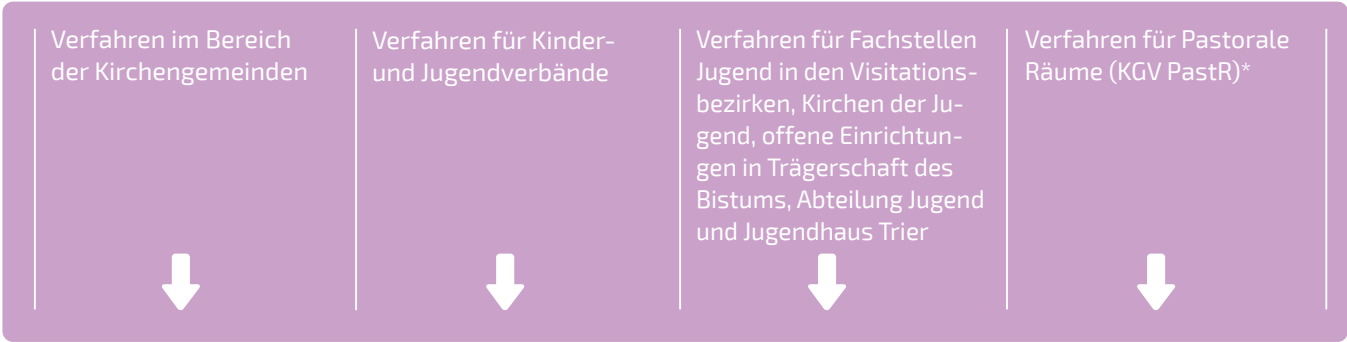 Verfahren im Bereich
der Kirchengemeinden
Verfahren für Kinder-
und Jugendverbände
Verfahren für Fachstellen
Jugend in den Visitations-
bezirken, Kirchen der Ju-
gend, offene Einrichtun-
gen in Trägerschaft des
Bistums, Abteilung Jugend
und Jugendhaus Trier
Verfahren für Pastorale
Räume (KGV PastR)*